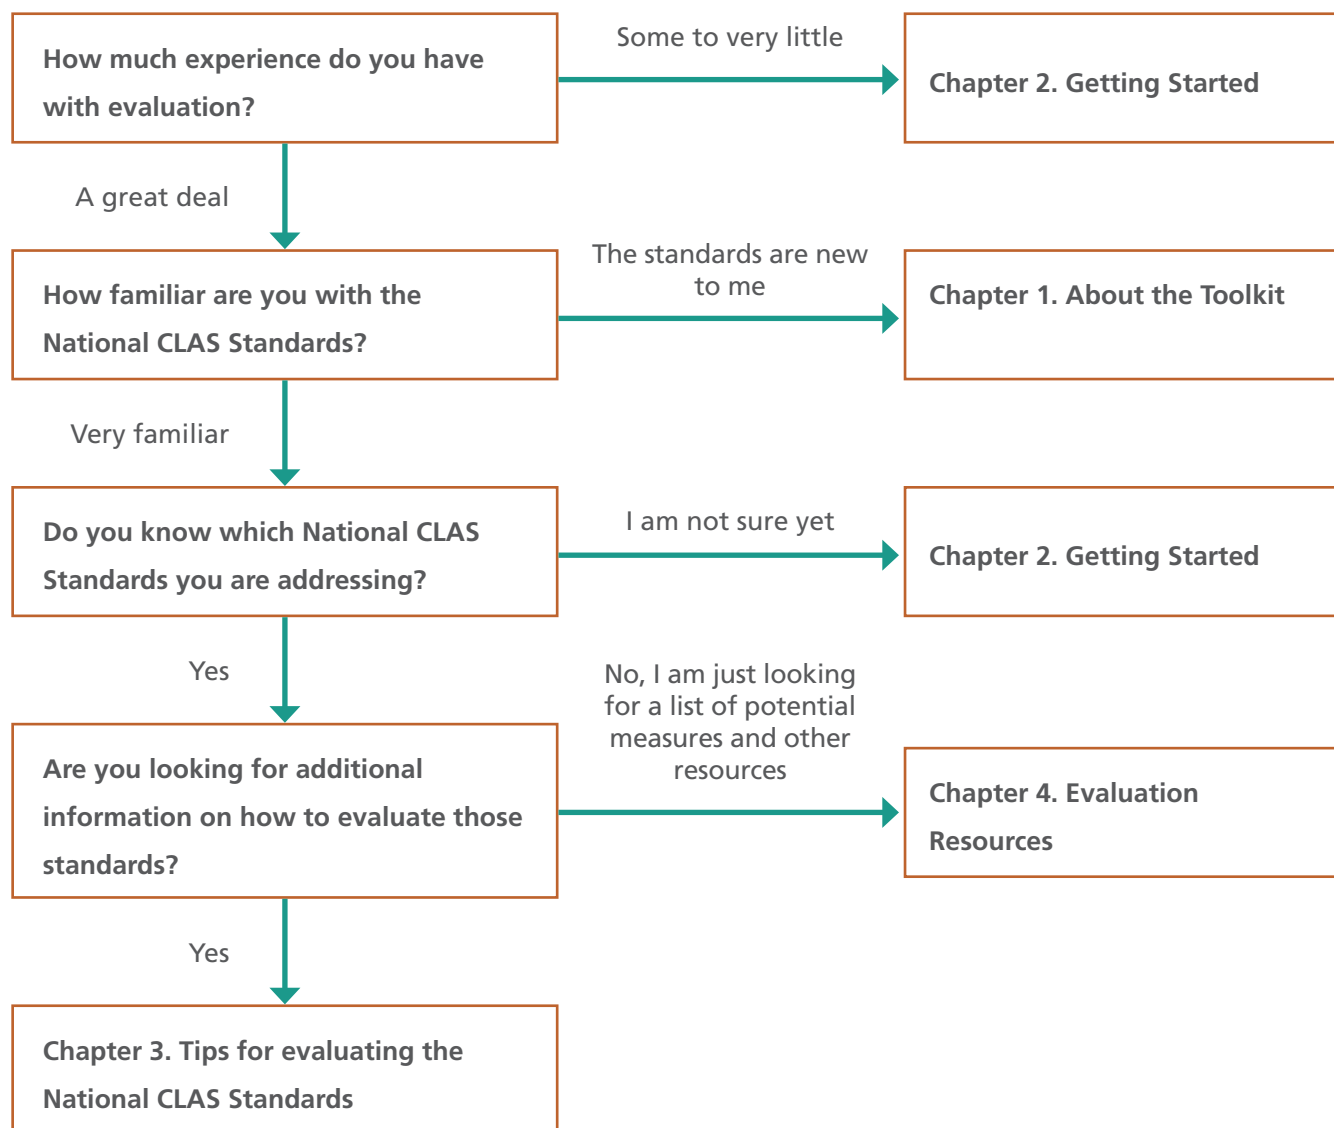 How much experience do you have
with evaluation?
Some to very little
Chapter 2. Getting Started
A great deal
How familiar are you with the
National CLAS Standards?
The standards are new
to me
Chapter 1. About the Toolkit
Very familiar
Do you know which National CLAS
Standards you are addressing?
I am not sure yet
Chapter 2. Getting Started
Yes
No, I am just looking
for a list of potential
measures and other
resources
Are you looking for additional
information on how to evaluate those
standards?
Chapter 4. Evaluation
Resources
Yes
Chapter 3. Tips for evaluating the
National CLAS Standards